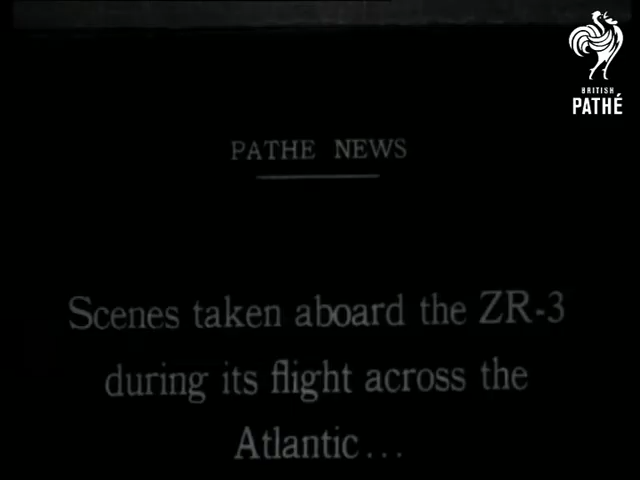 BRITISH
PATHÉ
PATHE NEWS
Scenes taken aboard the ZR-3
during its flight across the
Atlantic...